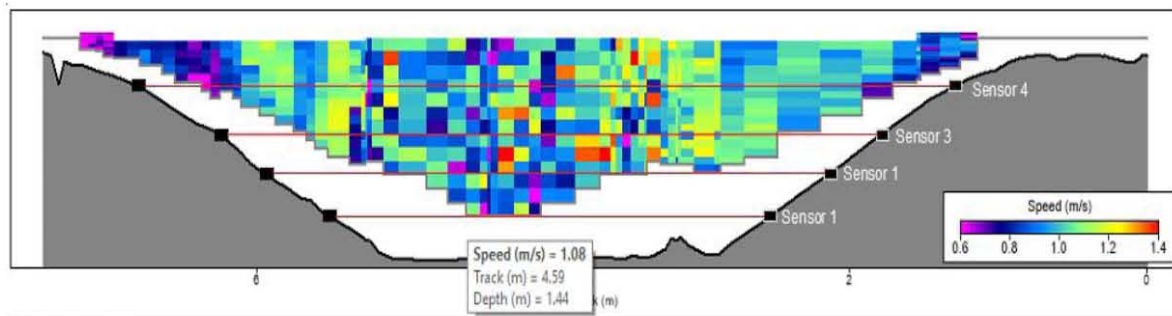 Sensor 4
Sensor 3
Sensor 1
Sensor 1
Speed (m/s)
0.6 0.8 1.0 1.2 1.4
Speed (m/s) = 1.08
Track (m) = 4.59
Depth (m) = 1.44
6 2 0
k (m)